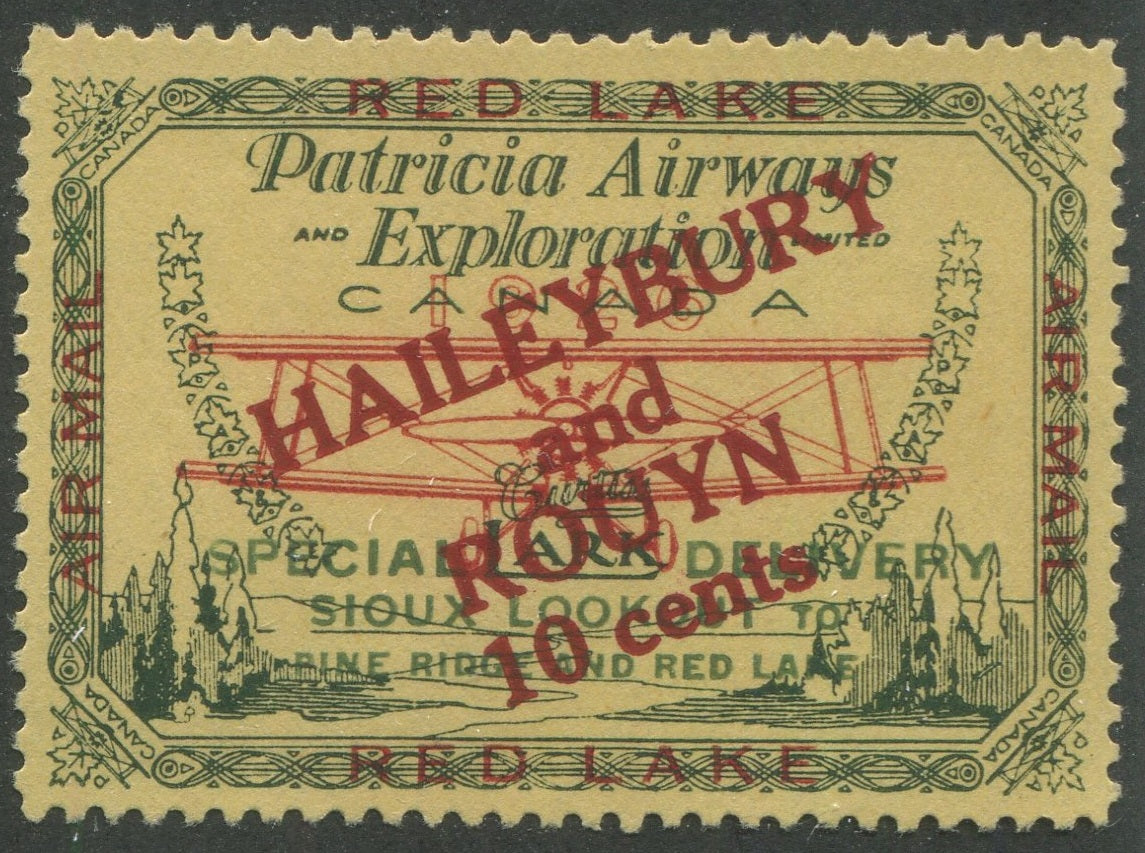 RED LAKE
CANADA
CANADA
Patricia Airways
AND Exploration LIMITED
1926
CANADA
AIR MAIL
AIR MAIL
HAILEYBURY
and
ROUYN
10 cents
Curtiss
LARK
SPECIAL DELIVERY
SIOUX LOOKOUT TO
PINE RIDGE AND RED LAKE
CANADA
CANADA
RED LAKE